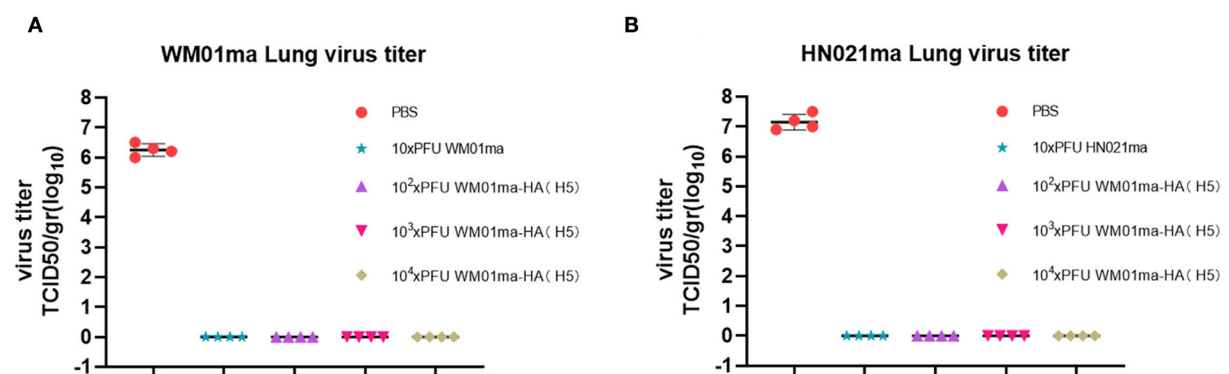 A
WM01ma Lung virus titer
virus titer
TCID50/gr(log10)
8
7
6
5
4
3
2
1
0
-1
PBS
10xPFU WM01ma
10²xPFU WM01ma-HA( H5)
10³xPFU WM01ma-HA( H5)
10⁴xPFU WM01ma-HA( H5)
B
HN021ma Lung virus titer
virus titer
TCID50/gr(log10)
8
7
6
5
4
3
2
1
0
-1
PBS
10xPFU HN021ma
10²xPFU WM01ma-HA( H5)
10³xPFU WM01ma-HA( H5)
10⁴xPFU WM01ma-HA( H5)